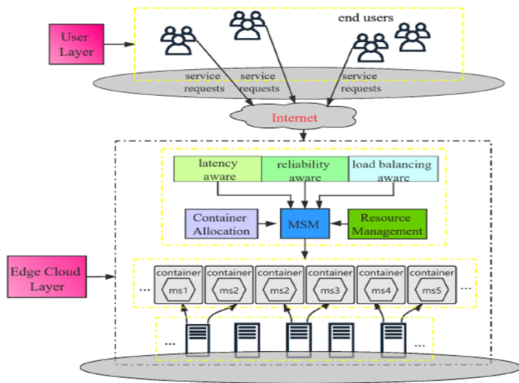 User
Layer
end users
service
requests
service
requests
service
requests
Internet
latency
aware
reliability
aware
load balancing
aware
Container
Allocation
MSM
Resource
Management
Edge Cloud
Layer
container
container
container
container
container
container
...
ms1
ms2
ms2
ms3
ms4
ms5
...
...
...